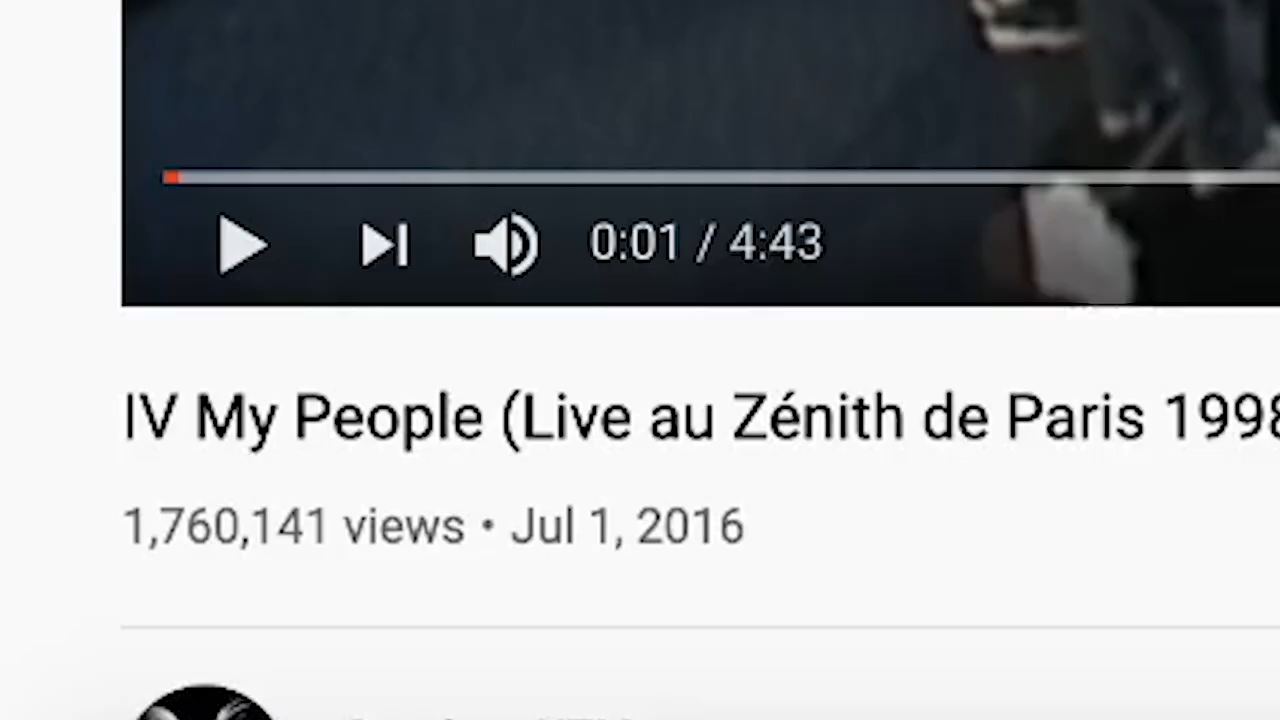 0:01 / 4:43
IV My People (Live au Zénith de Paris 1998
1,760,141 views • Jul 1, 2016